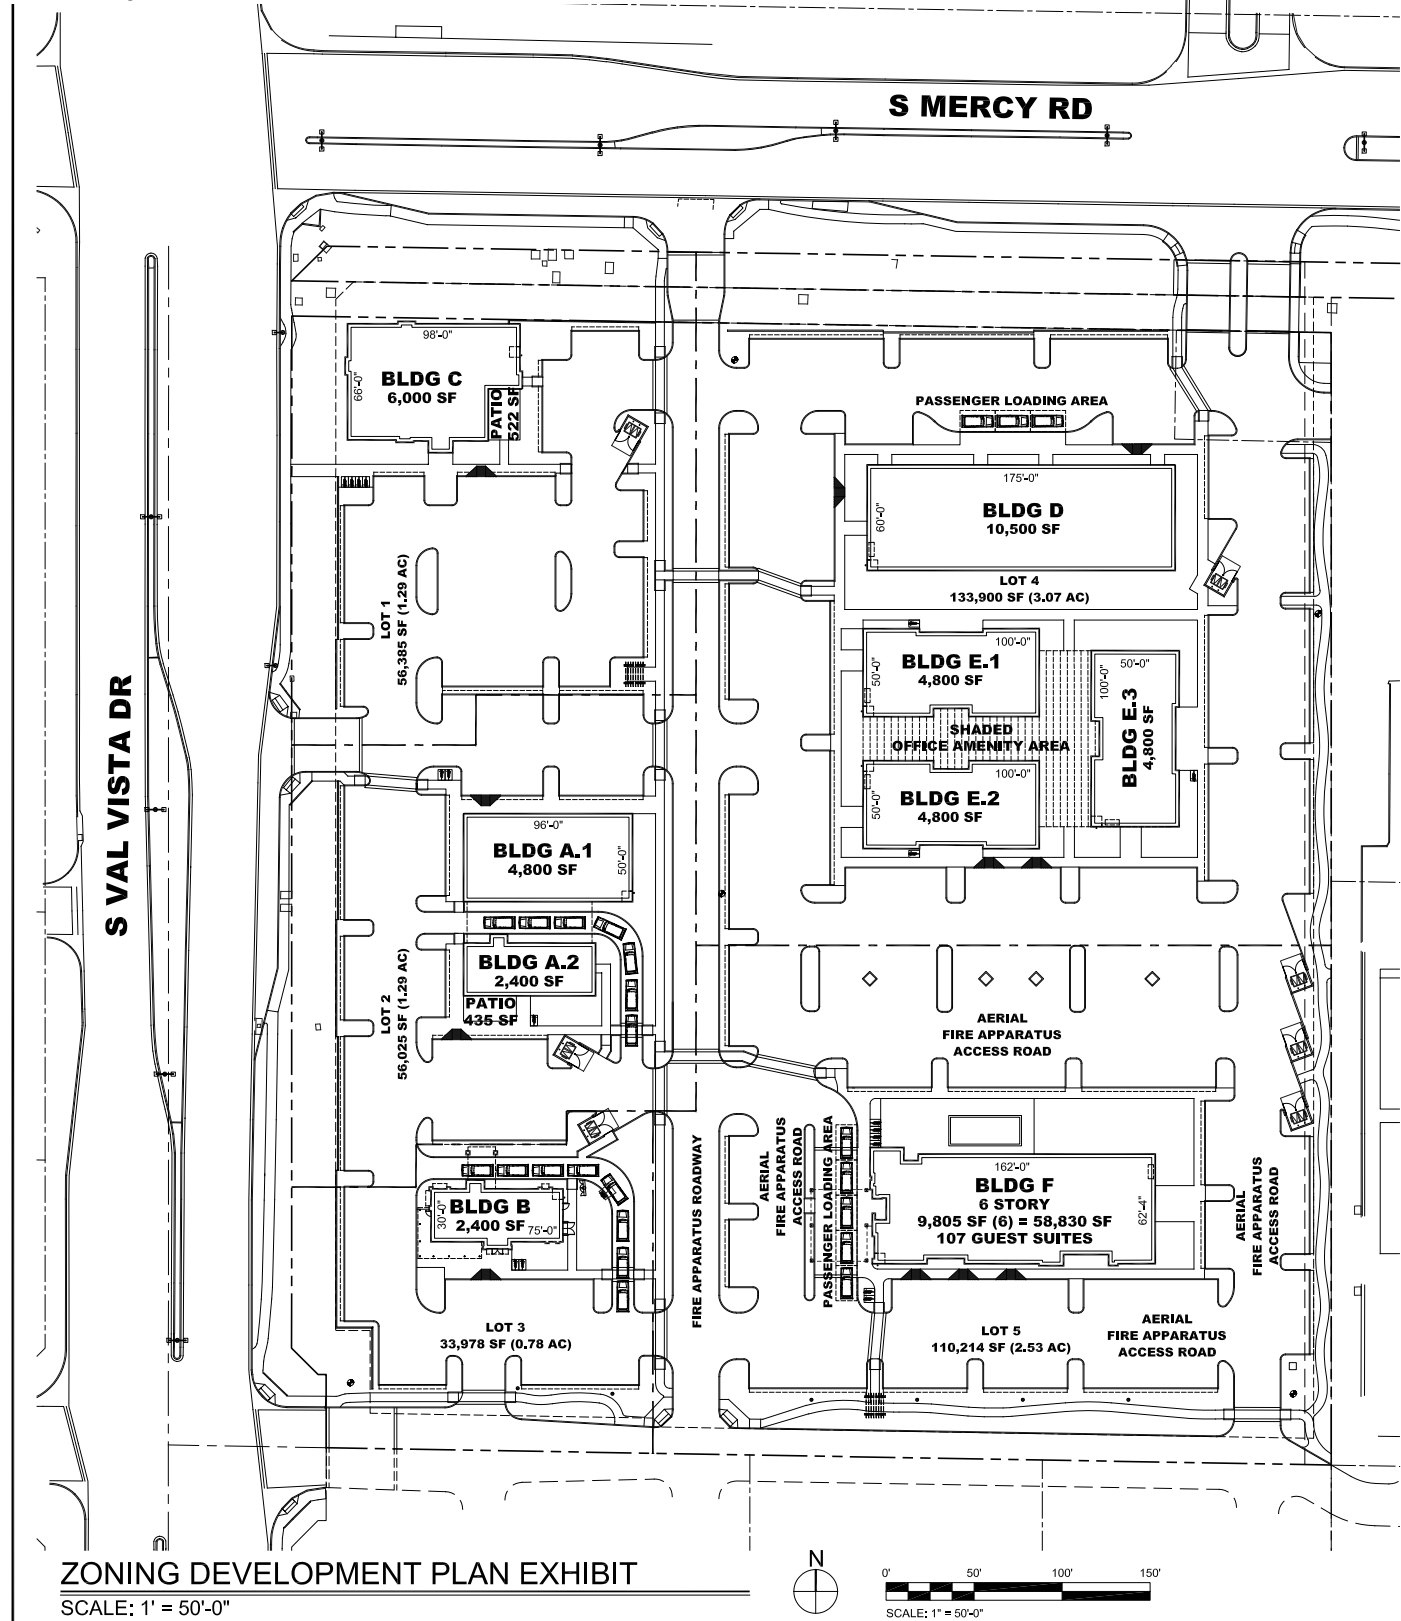 S MERCY RD
98'-0"
66'-0"
BLDG C
6,000 SF
PATIO
522 SF
PASSENGER LOADING AREA
175'-0"
60'-0"
BLDG D
10,500 SF
LOT 4
133,900 SF (3.07 AC)
LOT 1
56,385 SF (1.29 AC)
S VAL VISTA DR
100'-0"
50'-0"
BLDG E.1
4,800 SF
50'-0"
100'-0"
BLDG E.3
4,800 SF
SHADED
OFFICE AMENITY AREA
100'-0"
50'-0"
BLDG E.2
4,800 SF
96'-0"
50'-0"
BLDG A.1
4,800 SF
BLDG A.2
2,400 SF
PATIO
435 SF
LOT 2
56,025 SF (1.29 AC)
AERIAL
FIRE APPARATUS
ACCESS ROAD
FIRE APPARATUS ROADWAY
AERIAL
FIRE APPARATUS
ACCESS ROAD
PASSENGER LOADING AREA
162'-0"
62'-4"
BLDG F
6 STORY
9,805 SF (6) = 58,830 SF
107 GUEST SUITES
AERIAL
FIRE APPARATUS
ACCESS ROAD
30'-0"
BLDG B
2,400 SF
75'-0"
LOT 3
33,978 SF (0.78 AC)
LOT 5
110,214 SF (2.53 AC)
AERIAL
FIRE APPARATUS
ACCESS ROAD
ZONING DEVELOPMENT PLAN EXHIBIT
SCALE: 1' = 50'-0"
N
0' 50' 100' 150'
SCALE: 1" = 50'-0"